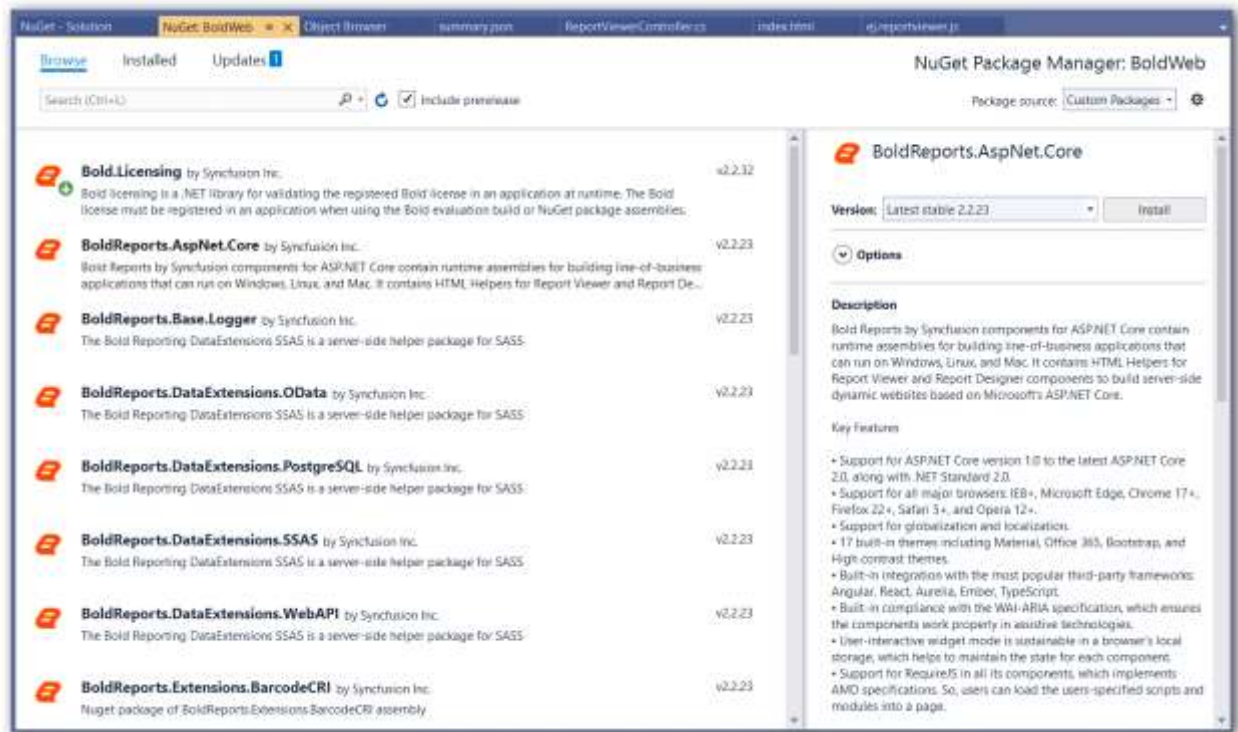 NuGet - Solution NuGet: BoldWeb Object Browser summary.json ReportViewerController.cs index.html ej.reportviewer.js
Browse Installed Updates 1
NuGet Package Manager: BoldWeb
Search (Ctrl+L) Include prerelease
Package source: Custom Packages
Bold.Licensing by Syncfusion Inc. v2.2.32
Bold licensing is a .NET library for validating the registered Bold license in an application at runtime. The Bold
license must be registered in an application when using the Bold evaluation build or NuGet package assemblies.
BoldReports.AspNet.Core by Syncfusion Inc. v2.2.23
Bold Reports by Syncfusion components for ASP.NET Core contain runtime assemblies for building line-of-business
applications that can run on Windows, Linux, and Mac. It contains HTML Helpers for Report Viewer and Report De...
BoldReports.Base.Logger by Syncfusion Inc. v2.2.23
The Bold Reporting DataExtensions SSAS is a server-side helper package for SASS
BoldReports.DataExtensions.OData by Syncfusion Inc. v2.2.23
The Bold Reporting DataExtensions SSAS is a server-side helper package for SASS
BoldReports.DataExtensions.PostgreSQL by Syncfusion Inc. v2.2.23
The Bold Reporting DataExtensions SSAS is a server-side helper package for SASS
BoldReports.DataExtensions.SSAS by Syncfusion Inc. v2.2.23
The Bold Reporting DataExtensions SSAS is a server-side helper package for SASS
BoldReports.DataExtensions.WebAPI by Syncfusion Inc. v2.2.23
The Bold Reporting DataExtensions SSAS is a server-side helper package for SASS
BoldReports.Extensions.BarcodeCRI by Syncfusion Inc. v2.2.23
Nuget package of BoldReports.Extensions.BarcodeCRI assembly
BoldReports.AspNet.Core
Version: Latest stable 2.2.23 Install
Options
Description
Bold Reports by Syncfusion components for ASP.NET Core contain
runtime assemblies for building line-of-business applications that
can run on Windows, Linux, and Mac. It contains HTML Helpers for
Report Viewer and Report Designer components to build server-side
dynamic websites based on Microsoft's ASP.NET Core.
Key Features
• Support for ASP.NET Core version 1.0 to the latest ASP.NET Core
2.0, along with .NET Standard 2.0.
• Support for all major browsers: IE8+, Microsoft Edge, Chrome 17+,
Firefox 22+, Safari 5+, and Opera 12+.
• Support for globalization and localization.
• 17 built-in themes including Material, Office 365, Bootstrap, and
High contrast themes.
• Built-in integration with the most popular third-party frameworks:
Angular, React, Aurelia, Ember, TypeScript.
• Built-in compliance with the WAI-ARIA specification, which ensures
the components work properly in assistive technologies.
• User-interactive widget mode is sustainable in a browser's local
storage, which helps to maintain the state for each component.
• Support for RequireJS in all its components, which implements
AMD specifications. So, users can load the users-specified scripts and
modules into a page.